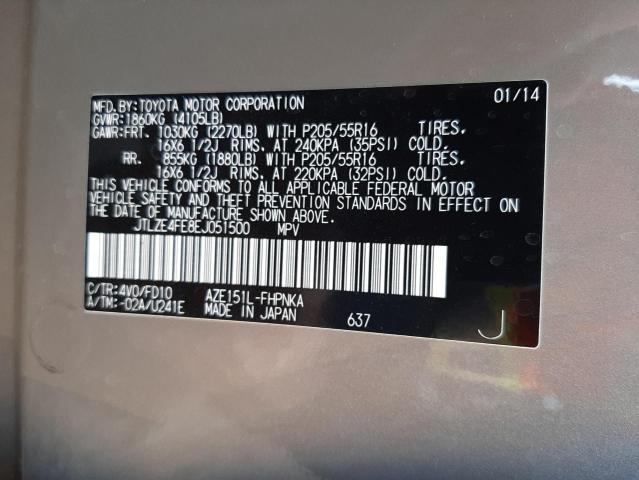 MFD.BY:TOYOTA MOTOR CORPORATION 01/14
GVWR:1860KG (4105LB)
GAWR:FRT. 1030KG (2270LB) WITH P205/55R16 TIRES.
16X6 1/2J RIMS. AT 240KPA (35PSI) COLD.
RR. 855KG (1880LB) WITH P205/55R16 TIRES.
16X6 1/2J RIMS. AT 220KPA (32PSI) COLD.
THIS VEHICLE CONFORMS TO ALL APPLICABLE FEDERAL MOTOR
VEHICLE SAFETY AND THEFT PREVENTION STANDARDS IN EFFECT ON
THE DATE OF MANUFACTURE SHOWN ABOVE.
JTLZE4FE8EJ051500 MPV
C/TR:4V0/FD10 AZE151L-FHPNKA
A/TM:-02A/U241E MADE IN JAPAN 637 J